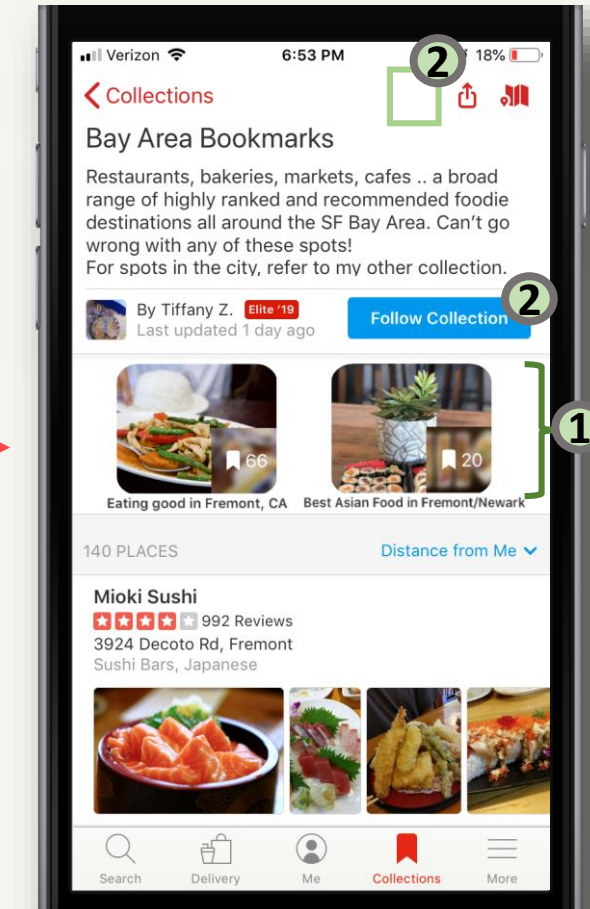 Verizon 6:53 PM 18%
2
Collections
Bay Area Bookmarks
Restaurants, bakeries, markets, cafes .. a broad
range of highly ranked and recommended foodie
destinations all around the SF Bay Area. Can't go
wrong with any of these spots!
For spots in the city, refer to my other collection.
By Tiffany Z. Elite '19
Last updated 1 day ago
Follow Collection
2
66
20
1
Eating good in Fremont, CA
Best Asian Food in Fremont/Newark
140 PLACES
Distance from Me
Mioki Sushi
992 Reviews
3924 Decoto Rd, Fremont
Sushi Bars, Japanese
Search Delivery Me Collections More